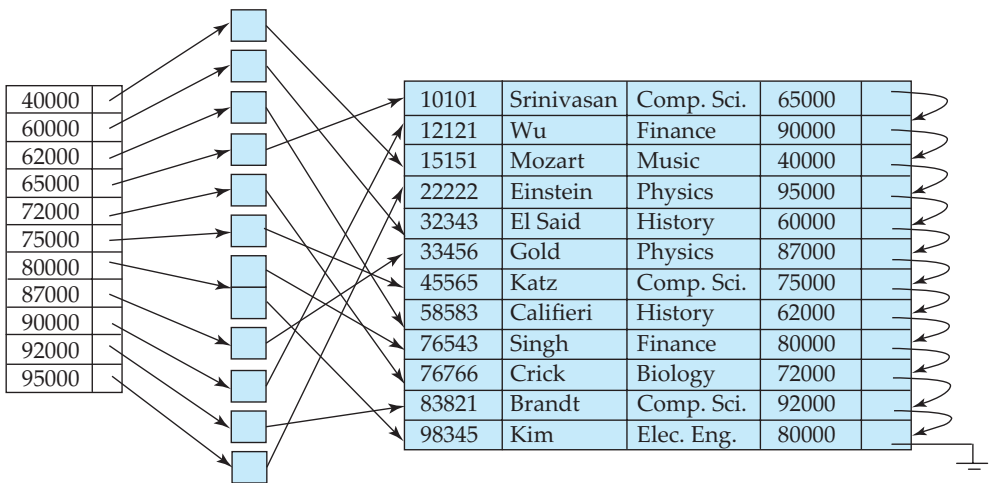 40000
60000
62000
65000
72000
75000
80000
87000
90000
92000
95000
10101 Srinivasan Comp. Sci. 65000
12121 Wu Finance 90000
15151 Mozart Music 40000
22222 Einstein Physics 95000
32343 El Said History 60000
33456 Gold Physics 87000
45565 Katz Comp. Sci. 75000
58583 Califieri History 62000
76543 Singh Finance 80000
76766 Crick Biology 72000
83821 Brandt Comp. Sci. 92000
98345 Kim Elec. Eng. 80000